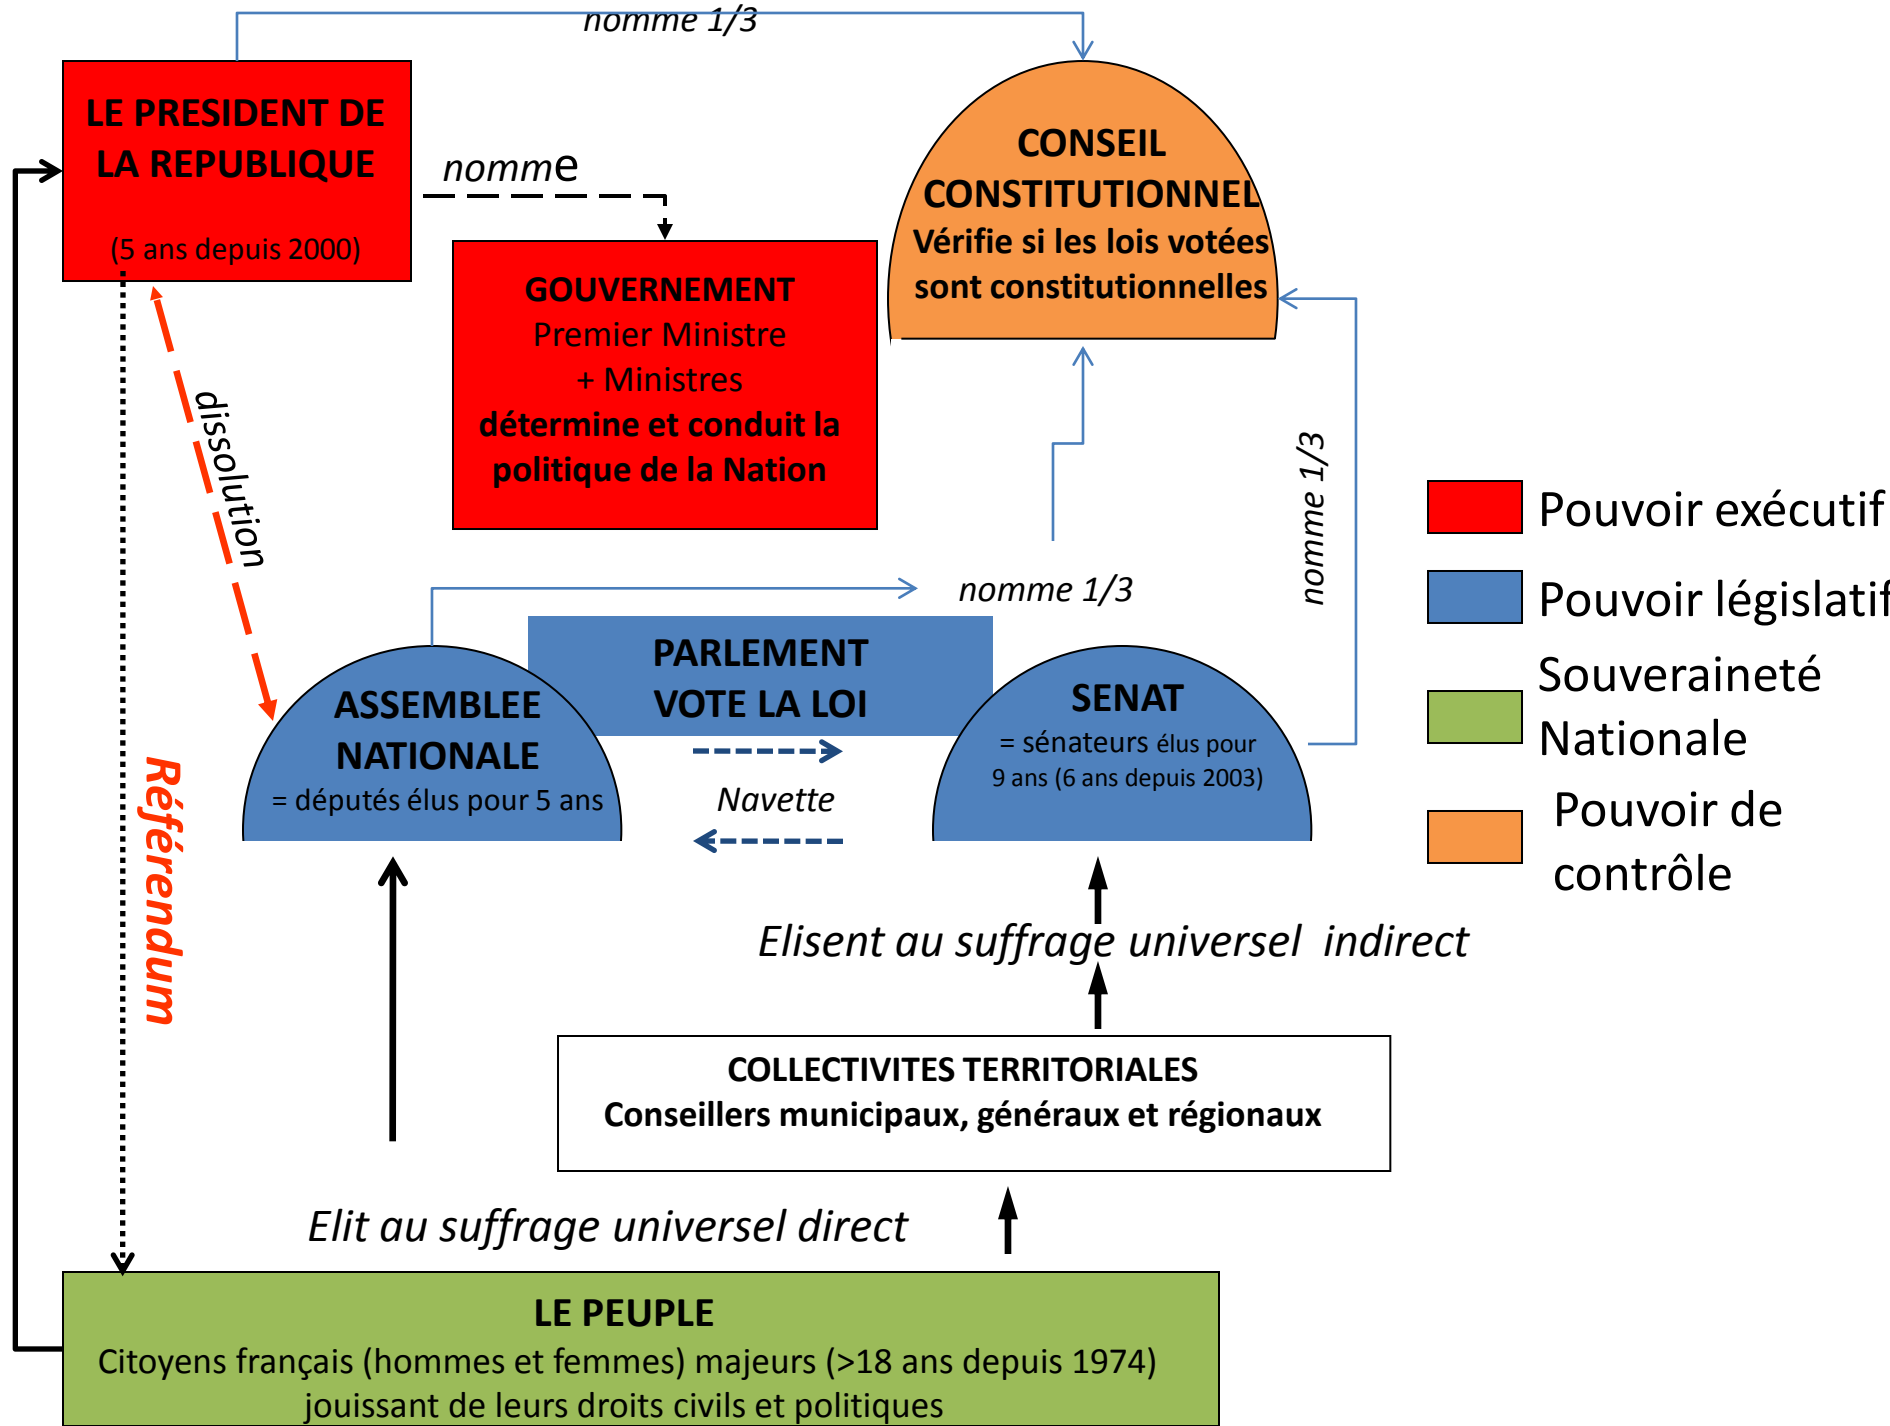 nomme 1/3
LE PRESIDENT DE
LA REPUBLIQUE
(5 ans depuis 2000)
nomme
CONSEIL
CONSTITUTIONNEL
Vérifie si les lois votées
sont constitutionnelles
GOUVERNEMENT
Premier Ministre
+ Ministres
détermine et conduit la
politique de la Nation
dissolution
nomme 1/3
nomme 1/3
Pouvoir exécutif
Pouvoir législatif
Souveraineté
Nationale
Pouvoir de
contrôle
PARLEMENT
VOTE LA LOI
ASSEMBLEE
NATIONALE
= députés élus pour 5 ans
Navette
SENAT
= sénateurs élus pour
9 ans (6 ans depuis 2003)
Référendum
Elisent au suffrage universel indirect
COLLECTIVITES TERRITORIALES
Conseillers municipaux, généraux et régionaux
Elit au suffrage universel direct
LE PEUPLE
Citoyens français (hommes et femmes) majeurs (>18 ans depuis 1974)
jouissant de leurs droits civils et politiques